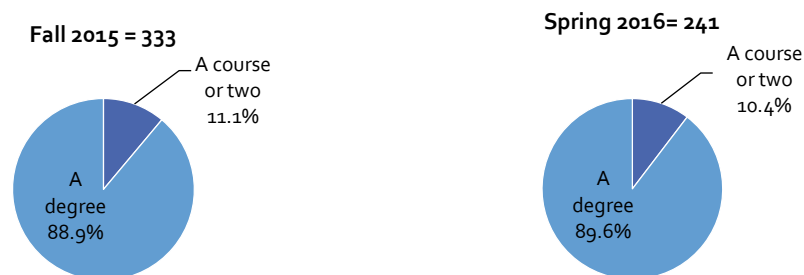 Fall 2015 = 333
A course
or two
11.1%
A
degree
88.9%
Spring 2016= 241
A course
or two
10.4%
A
degree
89.6%